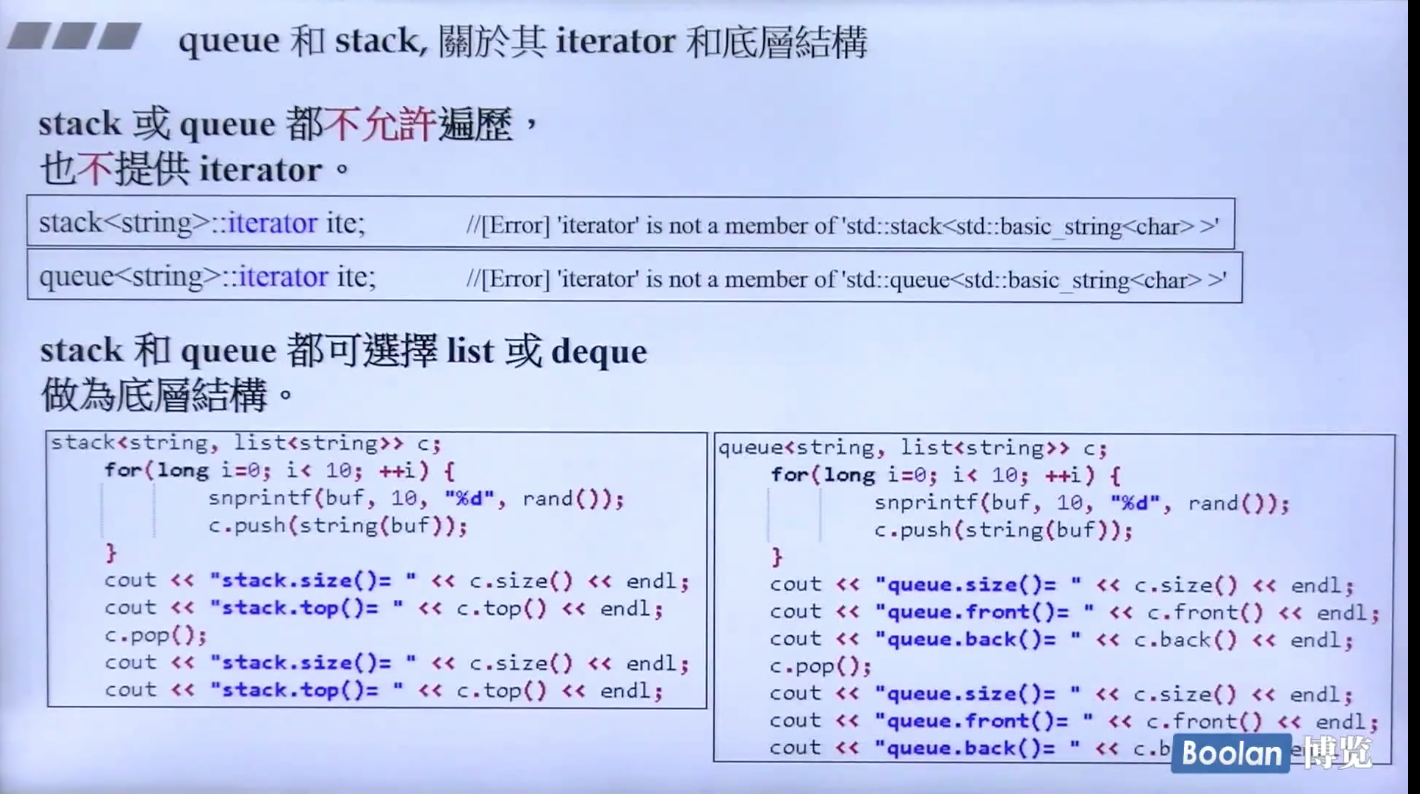 queue 和 stack, 關於其 iterator 和底層結構
stack 或 queue 都不允許遍歷，
也不提供 iterator。
stack<string>::iterator ite; //[Error] 'iterator' is not a member of 'std::stack<std::basic_string<char> >'
queue<string>::iterator ite; //[Error] 'iterator' is not a member of 'std::queue<std::basic_string<char> >'
stack 和 queue 都可選擇 list 或 deque
做為底層結構。
stack<string, list<string>> c;
for(long i=0; i< 10; ++i) {
snprintf(buf, 10, "%d", rand());
c.push(string(buf));
}
cout << "stack.size()= " << c.size() << endl;
cout << "stack.top()= " << c.top() << endl;
c.pop();
cout << "stack.size()= " << c.size() << endl;
cout << "stack.top()= " << c.top() << endl;
queue<string, list<string>> c;
for(long i=0; i< 10; ++i) {
snprintf(buf, 10, "%d", rand());
c.push(string(buf));
}
cout << "queue.size()= " << c.size() << endl;
cout << "queue.front()= " << c.front() << endl;
cout << "queue.back()= " << c.back() << endl;
c.pop();
cout << "queue.size()= " << c.size() << endl;
cout << "queue.front()= " << c.front() << endl;
cout << "queue.back()= " <<
Boolan 博览